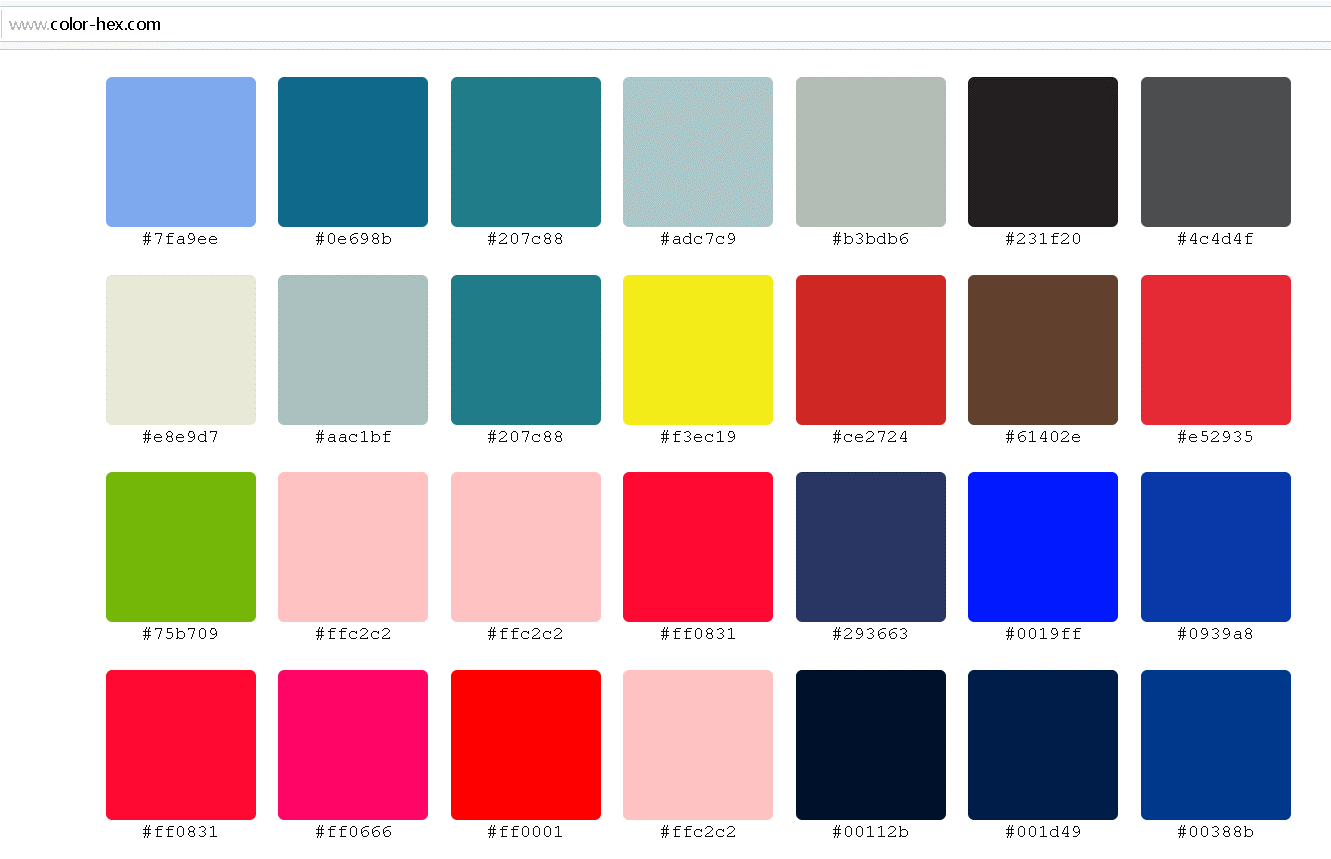 www.color-hex.com
#7fa9ee #0e698b #207c88 #adc7c9 #b3bdb6 #231f20 #4c4d4f
#e8e9d7 #aac1bf #207c88 #f3ec19 #ce2724 #61402e #e52935
#75b709 #ffc2c2 #ffc2c2 #ff0831 #293663 #0019ff #0939a8
#ff0831 #ff0666 #ff0001 #ffc2c2 #00112b #001d49 #00388b